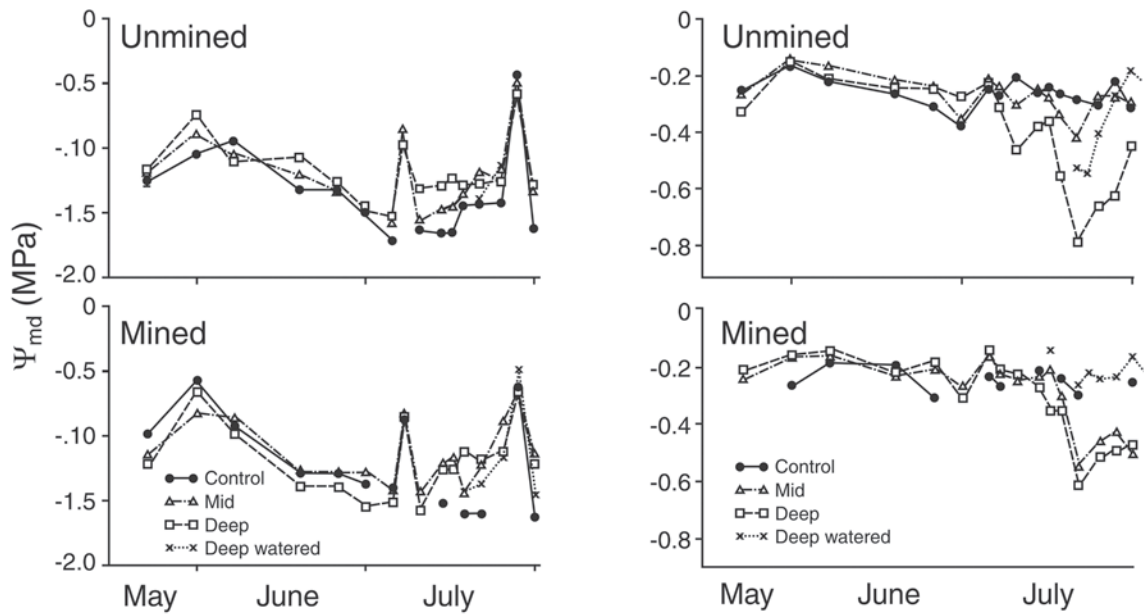 Ψmd (MPa)
0
-0.5
-.10
-1.5
-2.0
Unmined
0
-0.2
-0.4
-0.6
-0.8
Unmined
0
-0.5
-.10
-1.5
-2.0
Mined
Control
Mid
Deep
Deep watered
May
June
July
0
-0.2
-0.4
-0.6
-0.8
Mined
Control
Mid
Deep
Deep watered
May
June
July